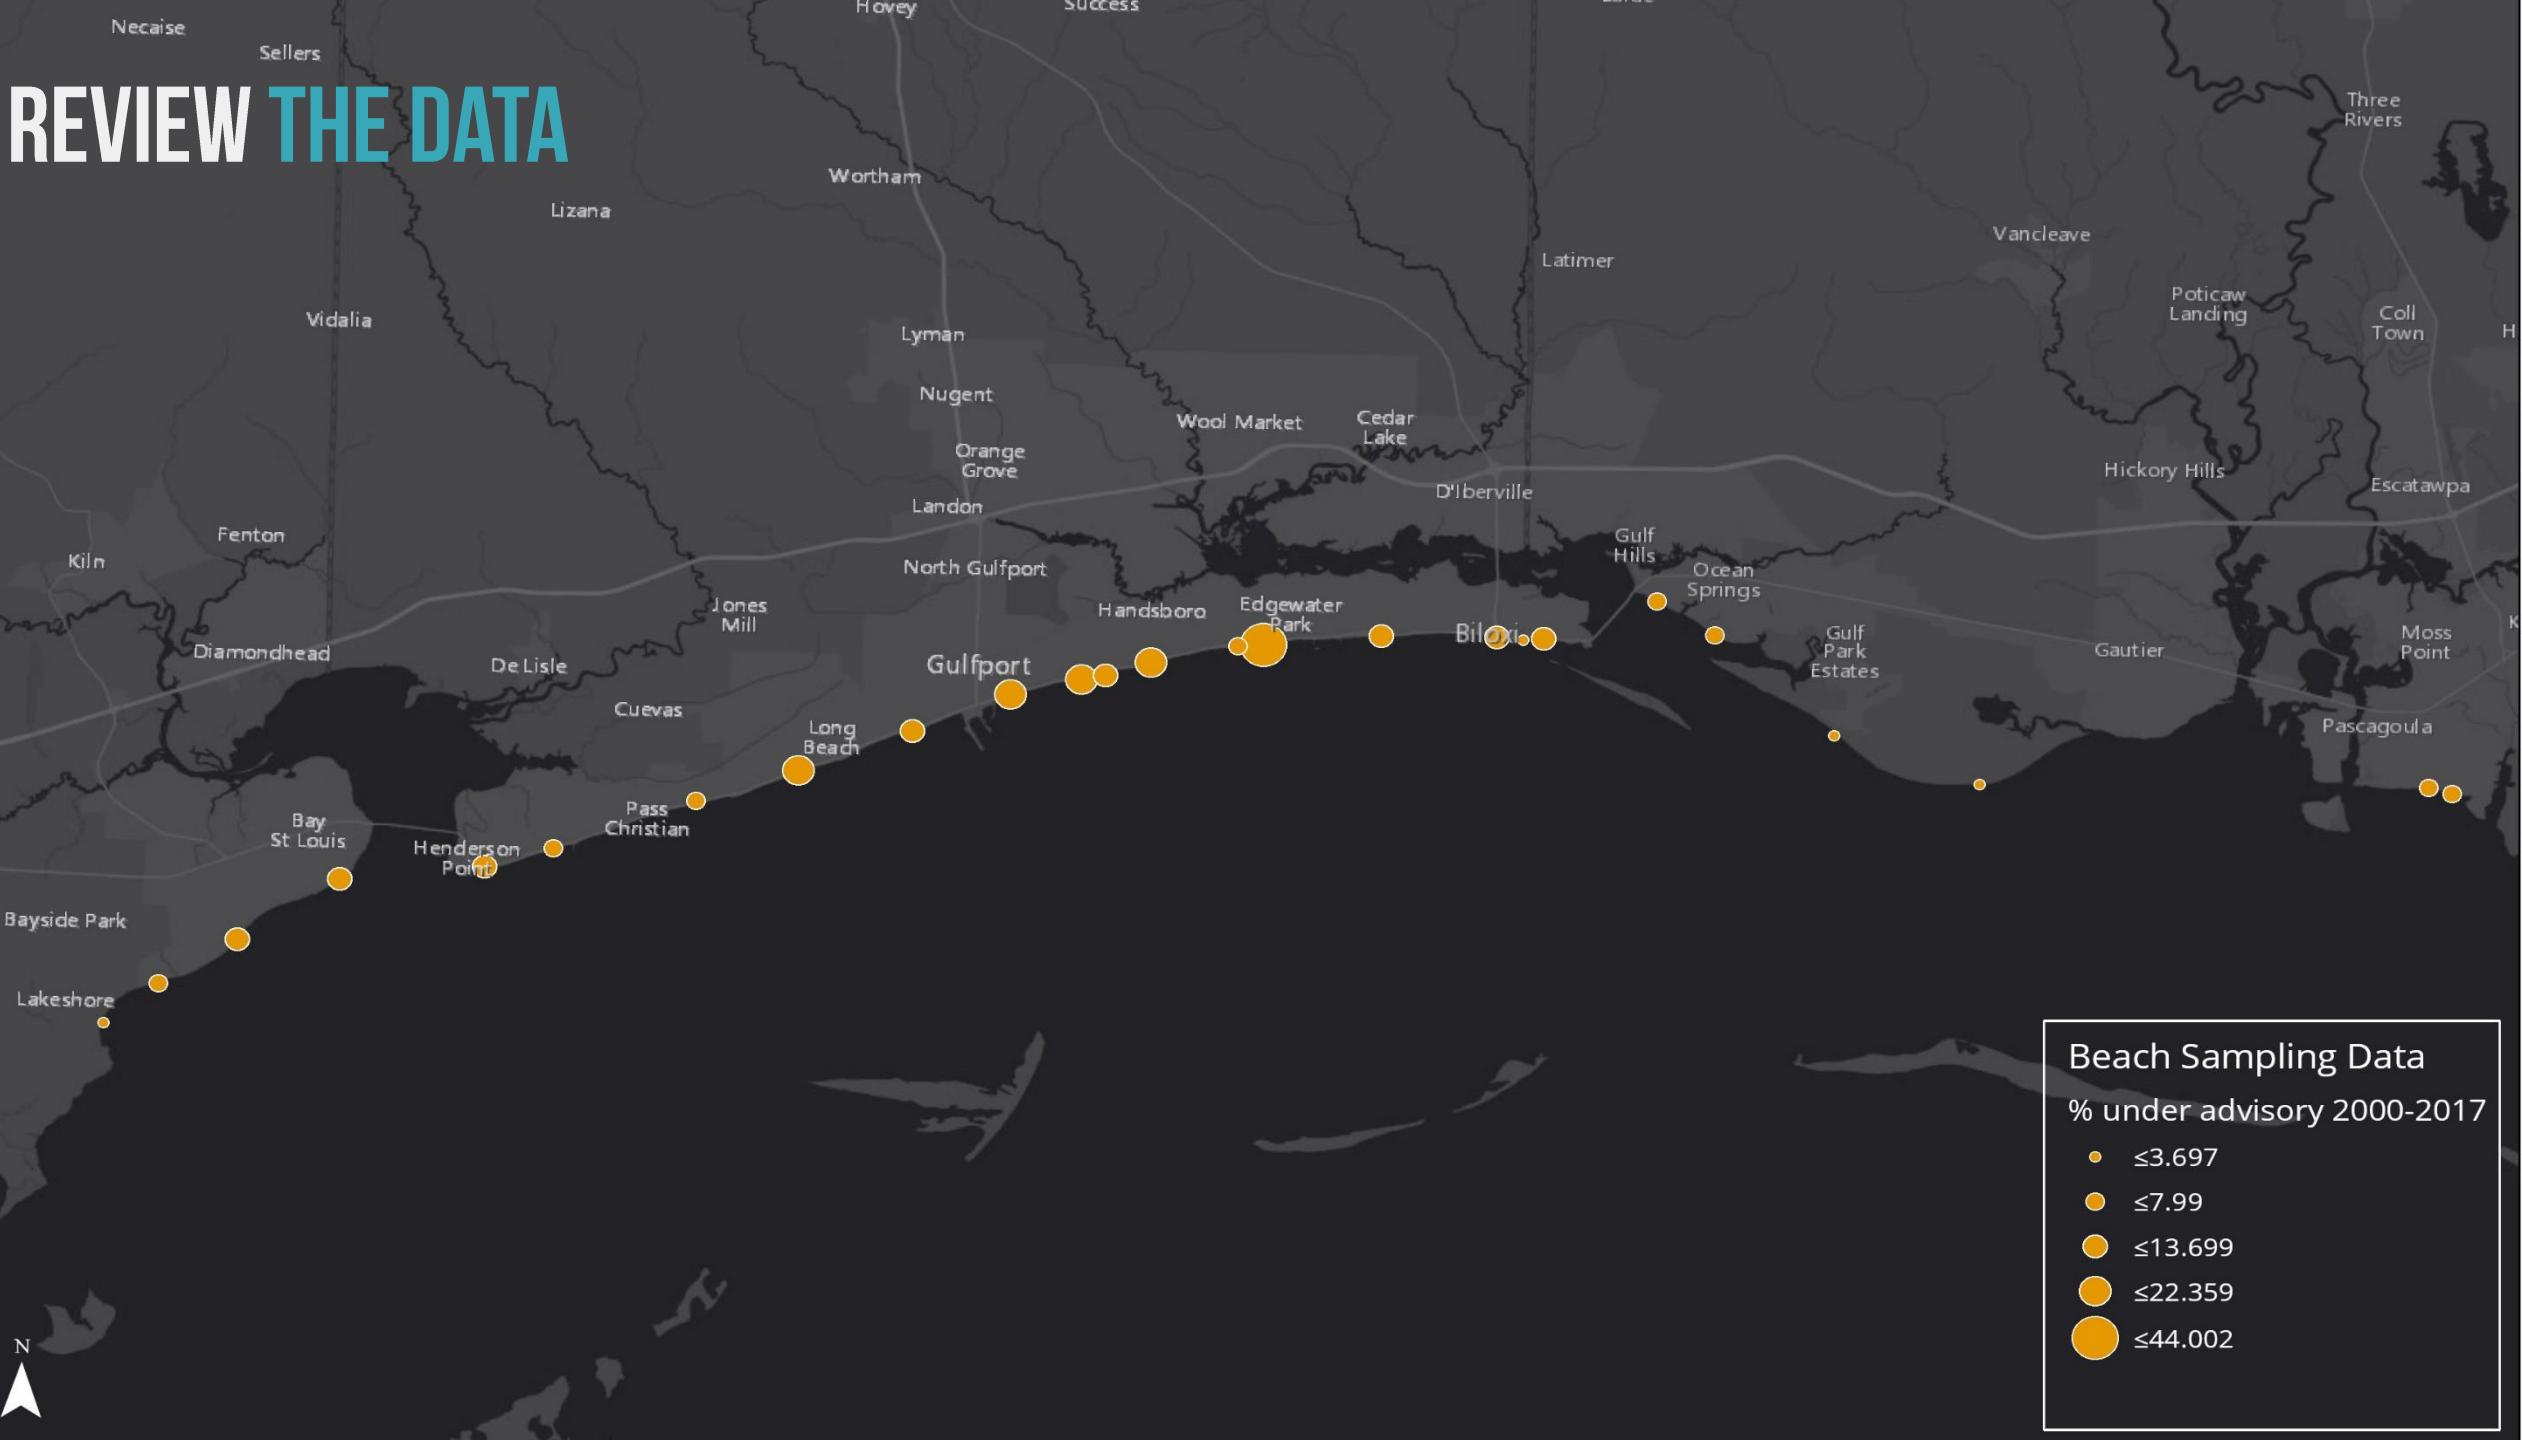 Hovey
Success
Necaise
Sellers
REVIEW THE DATA
Three
Rivers
Wortham
Lizana
Vancleave
Latimer
Poticaw
Landing
Coll
Town
H
Vidalia
Lyman
Nugent
Wool Market
Cedar
Lake
Orange
Grove
Hickory Hills
Escatawpa
D'Iberville
Landon
Fenton
Kiln
North Gulfport
Gulf
Hills
Ocean
Springs
Jones
Mill
Handsboro
Edgewater
Park
Biloxi
Gulf
Park
Estates
Gautier
Moss
Point
K
Diamondhead
De Lisle
Gulfport
Cuevas
Long
Beach
Pascagoula
Pass
Christian
Bay
St Louis
Henderson
Point
Bayside Park
Lakeshore
Beach Sampling Data
% under advisory 2000-2017
≤3.697
≤7.99
≤13.699
≤22.359
≤44.002
N